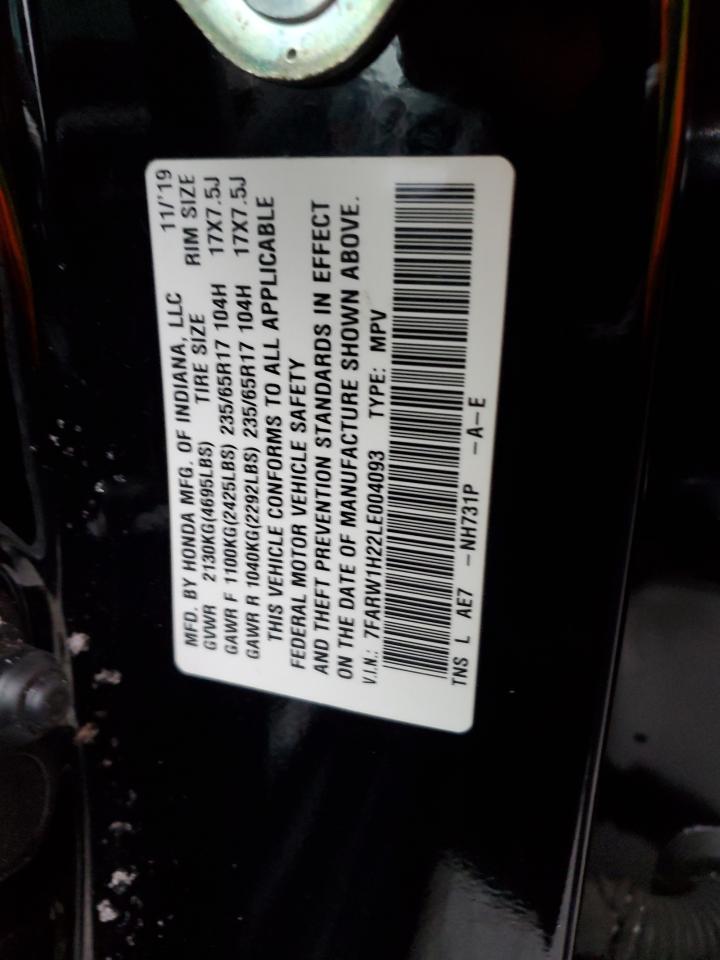 MFD. BY HONDA MFG. OF INDIANA, LLC 11/'19
GVWR 2130KG(4695LBS) TIRE SIZE RIM SIZE
GAWR F 1100KG(2425LBS) 235/65R17 104H 17X7.5J
GAWR R 1040KG(2292LBS) 235/65R17 104H 17X7.5J
THIS VEHICLE CONFORMS TO ALL APPLICABLE
FEDERAL MOTOR VEHICLE SAFETY
AND THEFT PREVENTION STANDARDS IN EFFECT
ON THE DATE OF MANUFACTURE SHOWN ABOVE.
V.I.N.: 7FARW1H22LE004093 TYPE: MPV
TNS L AE7 -NH731P -A-E